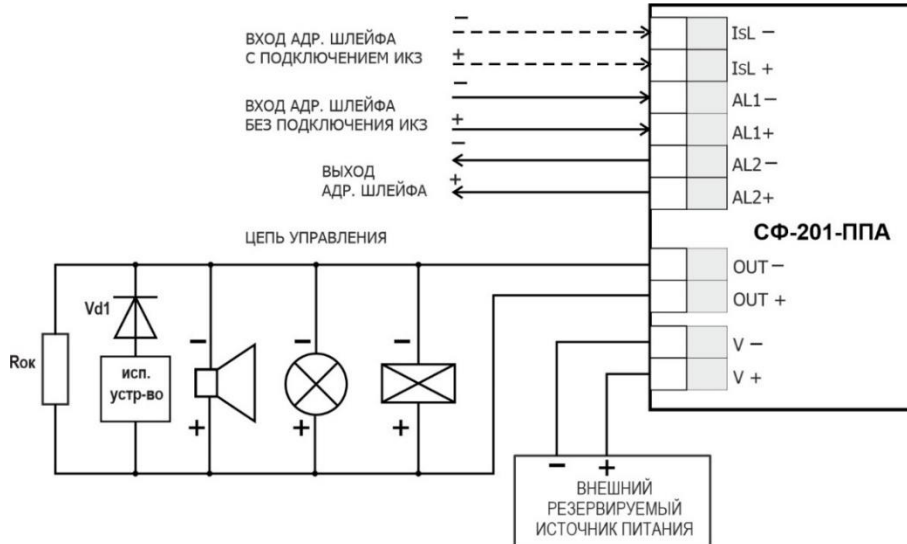 −
ВХОД АДР. ШЛЕЙФА
С ПОДКЛЮЧЕНИЕМ ИКЗ
+
−
ВХОД АДР. ШЛЕЙФА
БЕЗ ПОДКЛЮЧЕНИЯ ИКЗ
+
−
ВЫХОД
АДР. ШЛЕЙФА
+
IsL −
IsL +
AL1−
AL1+
AL2−
AL2+
СФ-201-ППА
OUT −
OUT +
V −
V +
ЦЕПЬ УПРАВЛЕНИЯ
Rок
Vd1
исп.
устр-во
− − −
+ + +
− +
ВНЕШНИЙ
РЕЗЕРВИРУЕМЫЙ
ИСТОЧНИК ПИТАНИЯ